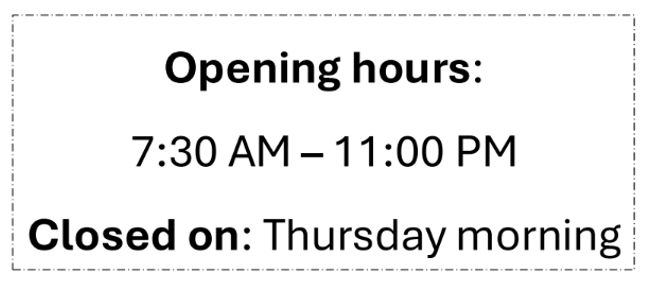 Opening hours:
7:30 AM – 11:00 PM
Closed on: Thursday morning